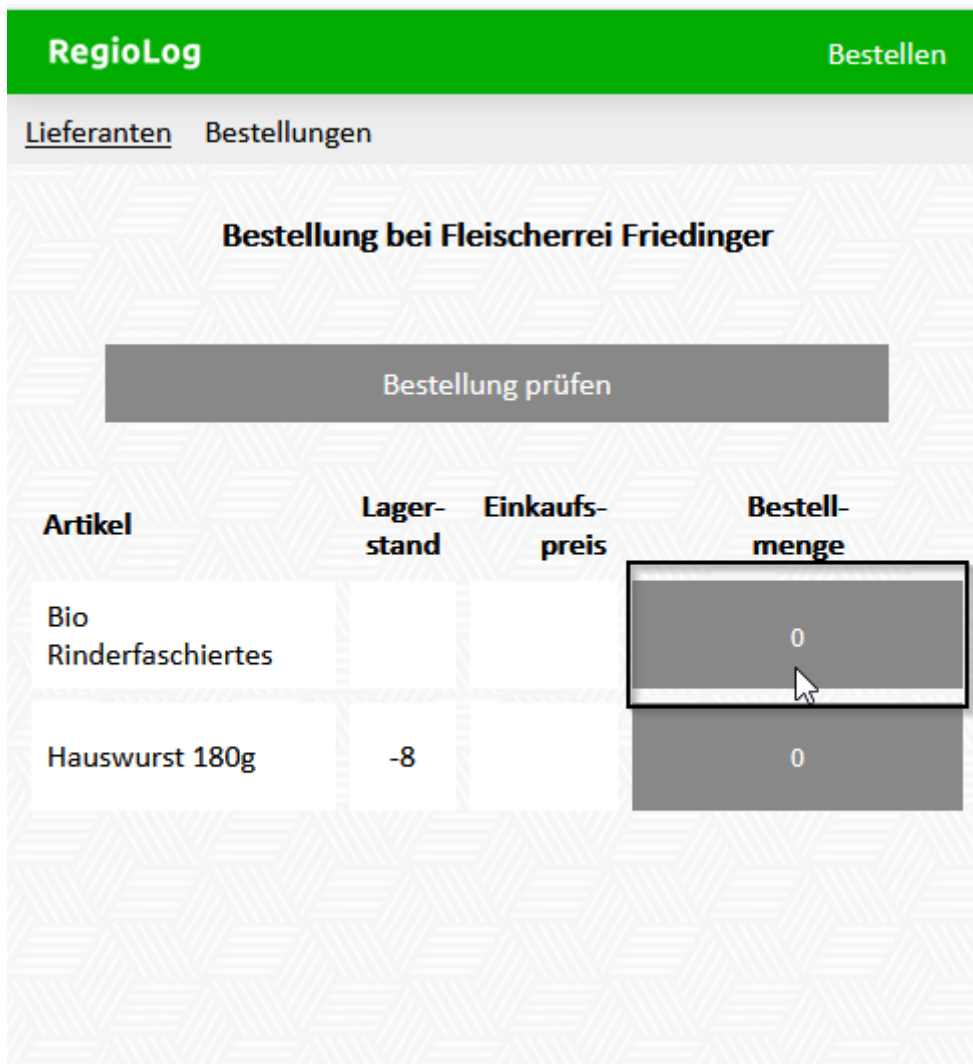 RegioLog
Bestellen
Lieferanten Bestellungen
Bestellung bei Fleischerrei Friedinger
Bestellung prüfen
Artikel
Lager-
stand
Einkaufs-
preis
Bestell-
menge
Bio
Rinderfaschiertes
0
Hauswurst 180g
-8
0